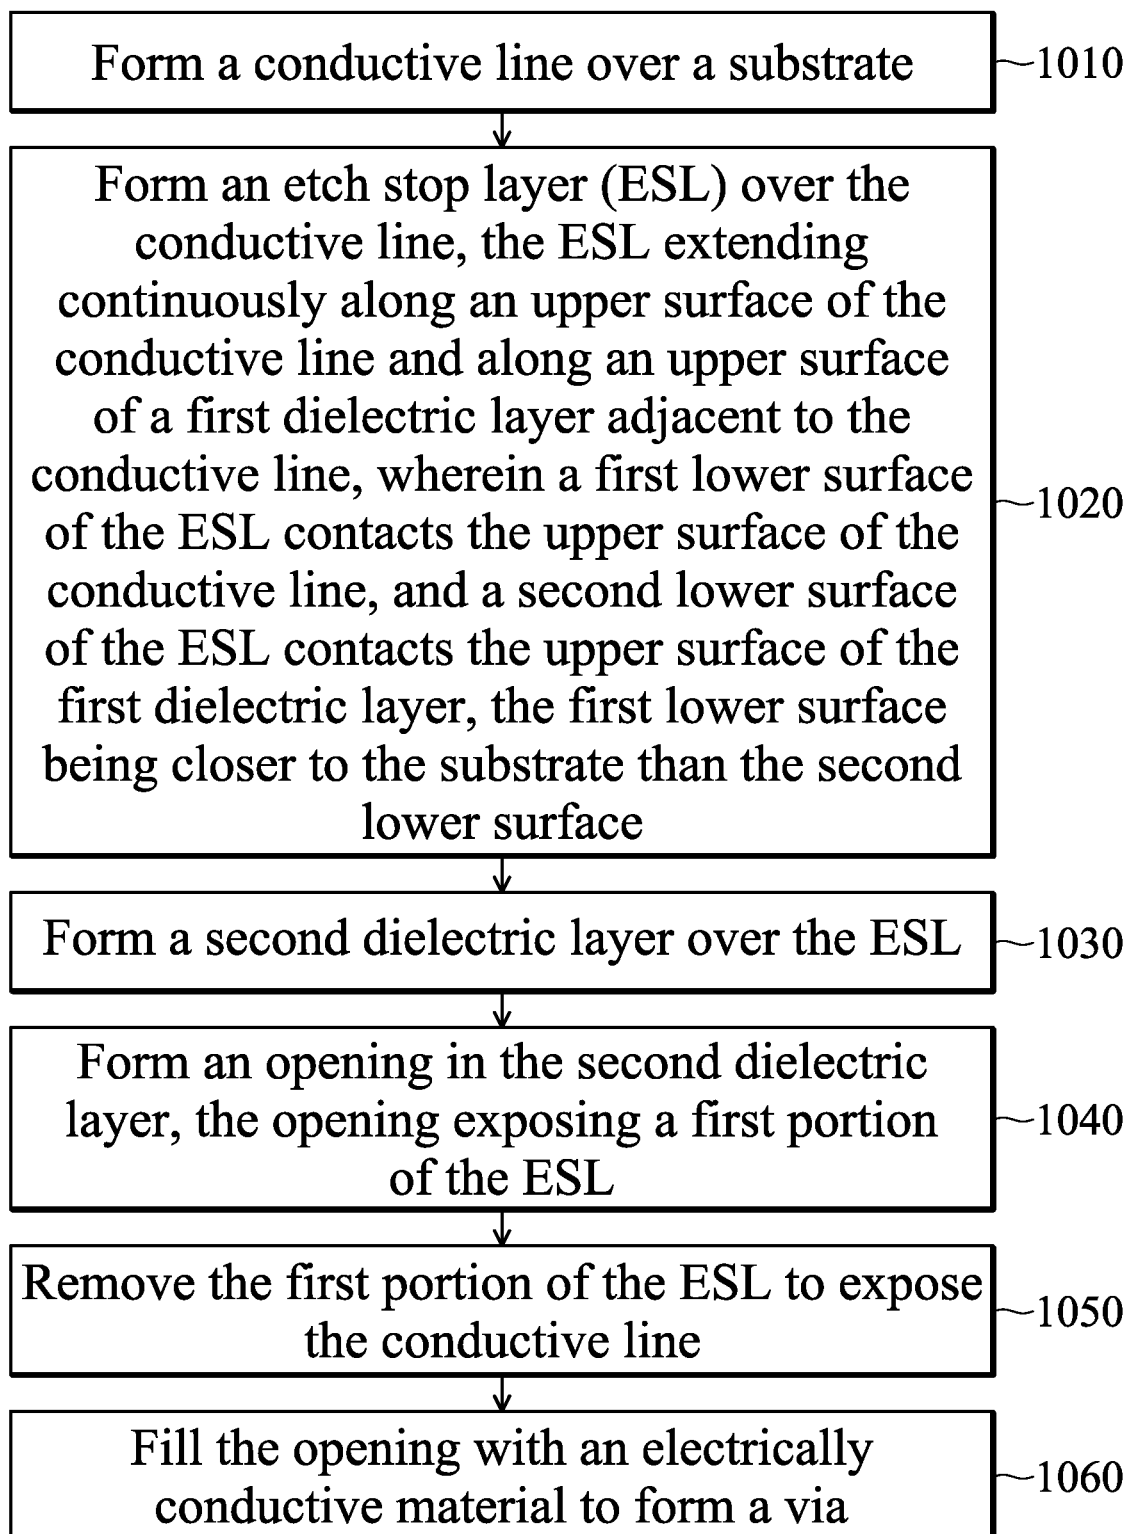 Form a conductive line over a substrate
1010
Form an etch stop layer (ESL) over the
conductive line, the ESL extending
continuously along an upper surface of the
conductive line and along an upper surface
of a first dielectric layer adjacent to the
conductive line, wherein a first lower surface
of the ESL contacts the upper surface of the
conductive line, and a second lower surface
of the ESL contacts the upper surface of the
first dielectric layer, the first lower surface
being closer to the substrate than the second
lower surface
1020
Form a second dielectric layer over the ESL
1030
Form an opening in the second dielectric
layer, the opening exposing a first portion
of the ESL
1040
Remove the first portion of the ESL to expose
the conductive line
1050
Fill the opening with an electrically
conductive material to form a via
1060